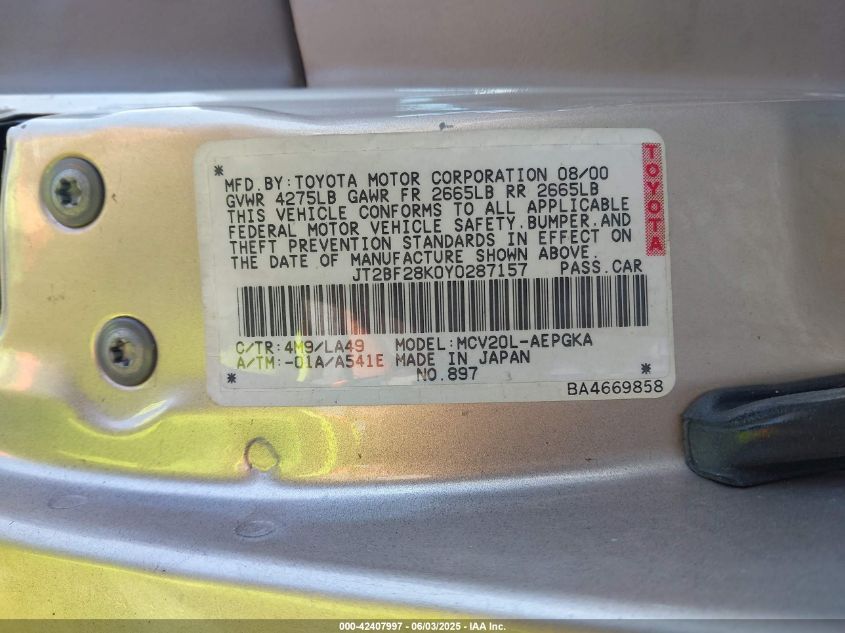 MFD.BY:TOYOTA MOTOR CORPORATION 08/00
GVWR 4275LB GAWR FR 2665LB RR 2665LB
THIS VEHICLE CONFORMS TO ALL APPLICABLE
FEDERAL MOTOR VEHICLE SAFETY,BUMPER,AND
THEFT PREVENTION STANDARDS IN EFFECT ON
THE DATE OF MANUFACTURE SHOWN ABOVE.
JT2BF28K0Y0287157 PASS.CAR
C/TR:4M9/LA49 MODEL:MCV20L-AEPGKA
A/TM:-01A/A541E MADE IN JAPAN
NO.897
BA4669858
TOYOTA
000-42407997 - 06/03/2025 - © IAA Inc.